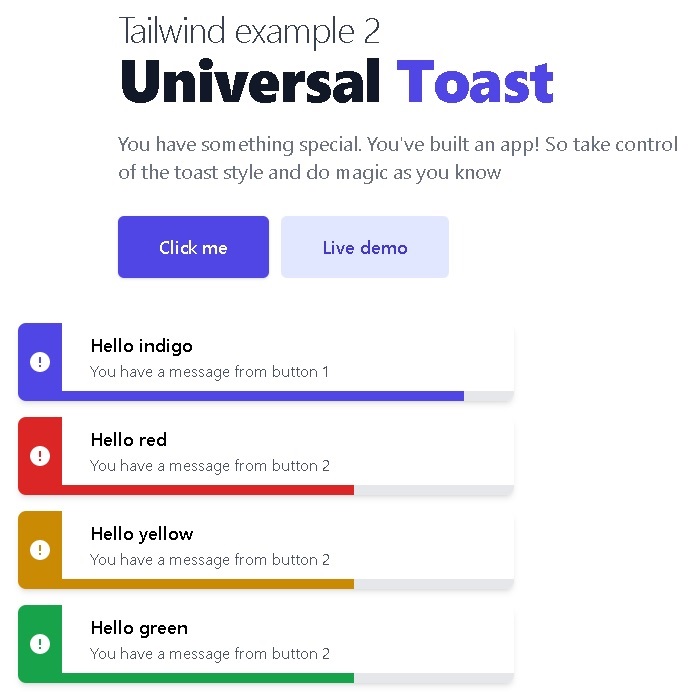 Tailwind example 2
Universal Toast
You have something special. You've built an app! So take control
of the toast style and do magic as you know
Click me
Live demo
Hello indigo
You have a message from button 1
Hello red
You have a message from button 2
Hello yellow
You have a message from button 2
Hello green
You have a message from button 2